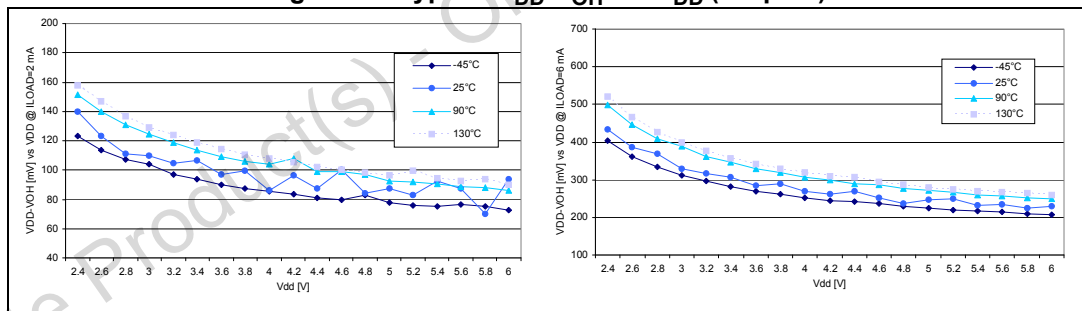 DD
OH
DD
200
180
160
140
120
100
80
60
40
VDD-VOH [mV] vs VDD @ ILOAD=2 mA
-45°C
25°C
90°C
130°C
2.4 2.6 2.8 3 3.2 3.4 3.6 3.8 4 4.2 4.4 4.6 4.8 5 5.2 5.4 5.6 5.8 6
Vdd [V]
700
600
500
400
300
200
100
VDD-VOH [mV] vs VDD @ ILOAD=6 mA
-45°C
25°C
90°C
130°C
2.4 2.6 2.8 3 3.2 3.4 3.6 3.8 4 4.2 4.4 4.6 4.8 5 5.2 5.4 5.6 5.8 6
Vdd [V]
Product(s) -